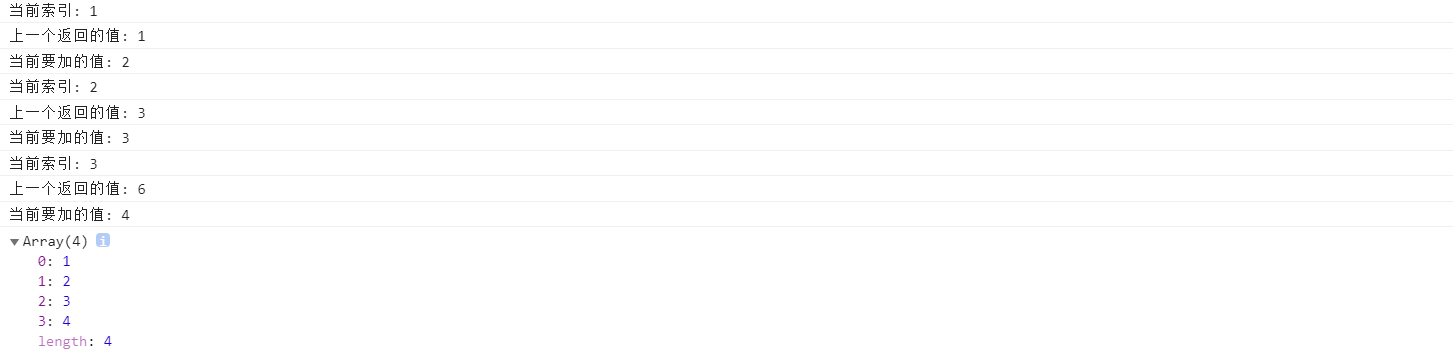 当前索引: 1
上一个返回的值: 1
当前要加的值: 2
当前索引: 2
上一个返回的值: 3
当前要加的值: 3
当前索引: 3
上一个返回的值: 6
当前要加的值: 4
▼Array(4) i
0: 1
1: 2
2: 3
3: 4
length: 4